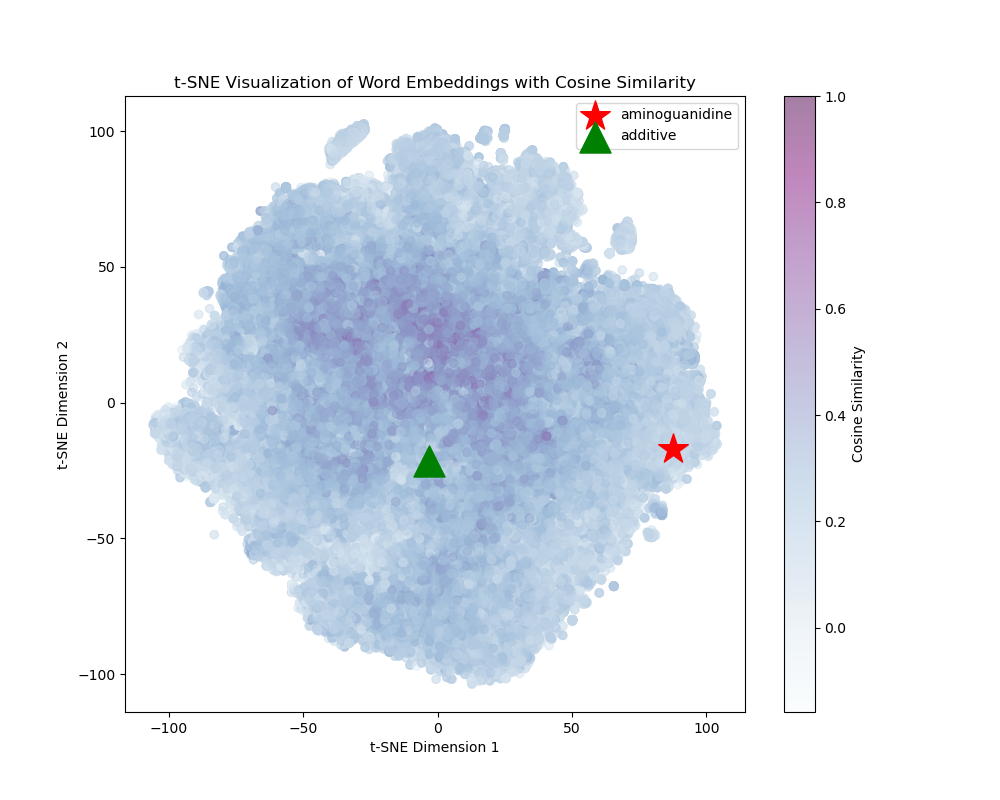 t-SNE Visualization of Word Embeddings with Cosine Similarity
aminoguanidine
additive
100
50
0
−50
−100
t-SNE Dimension 2
−100
−50
0
50
100
t-SNE Dimension 1
1.0
0.8
0.6
0.4
0.2
0.0
Cosine Similarity